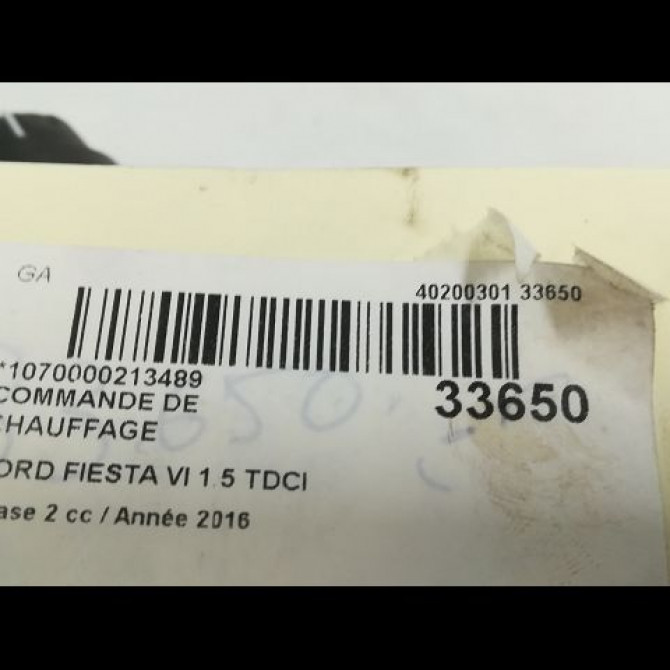 GA
40200301 33650
*1070000213489
33650
COMMANDE DE
CHAUFFAGE
ORD FIESTA VI 1.5 TDCI
ase 2 cc / Année 2016